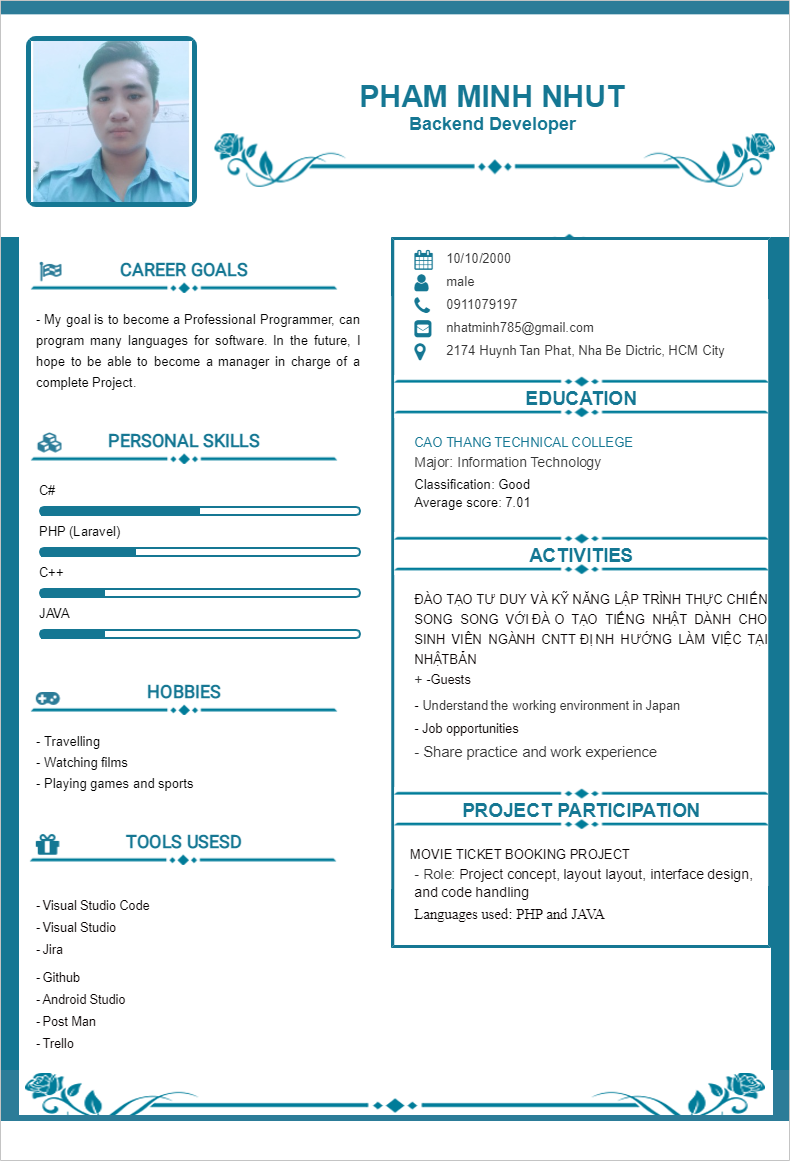 PHAM MINH NHUT
Backend Developer
CAREER GOALS
- My goal is to become a Professional Programmer, can
program many languages for software. In the future, I
hope to be able to become a manager in charge of a
complete Project.
PERSONAL SKILLS
C#
PHP (Laravel)
C++
JAVA
HOBBIES
- Travelling
- Watching films
- Playing games and sports
TOOLS USESD
- Visual Studio Code
- Visual Studio
- Jira
- Github
- Android Studio
- Post Man
- Trello
10/10/2000
male
0911079197
nhatminh785@gmail.com
2174 Huynh Tan Phat, Nha Be Dictric, HCM City
EDUCATION
CAO THANG TECHNICAL COLLEGE
Major: Information Technology
Classification: Good
Average score: 7.01
ACTIVITIES
ĐÀO TẠO TƯ DUY VÀ KỸ NĂNG LẬP TRÌNH THỰC CHIẾN
SONG SONG VỚI ĐÀ O TẠO TIẾNG NHẬT DÀNH CHO
SINH VIÊN NGÀNH CNTT ĐỊNH HƯỚNG LÀM VIỆC TẠI
NHẬTBẢN
+ -Guests
- Understand the working environment in Japan
- Job opportunities
- Share practice and work experience
PROJECT PARTICIPATION
MOVIE TICKET BOOKING PROJECT
- Role: Project concept, layout layout, interface design,
and code handling
Languages used: PHP and JAVA